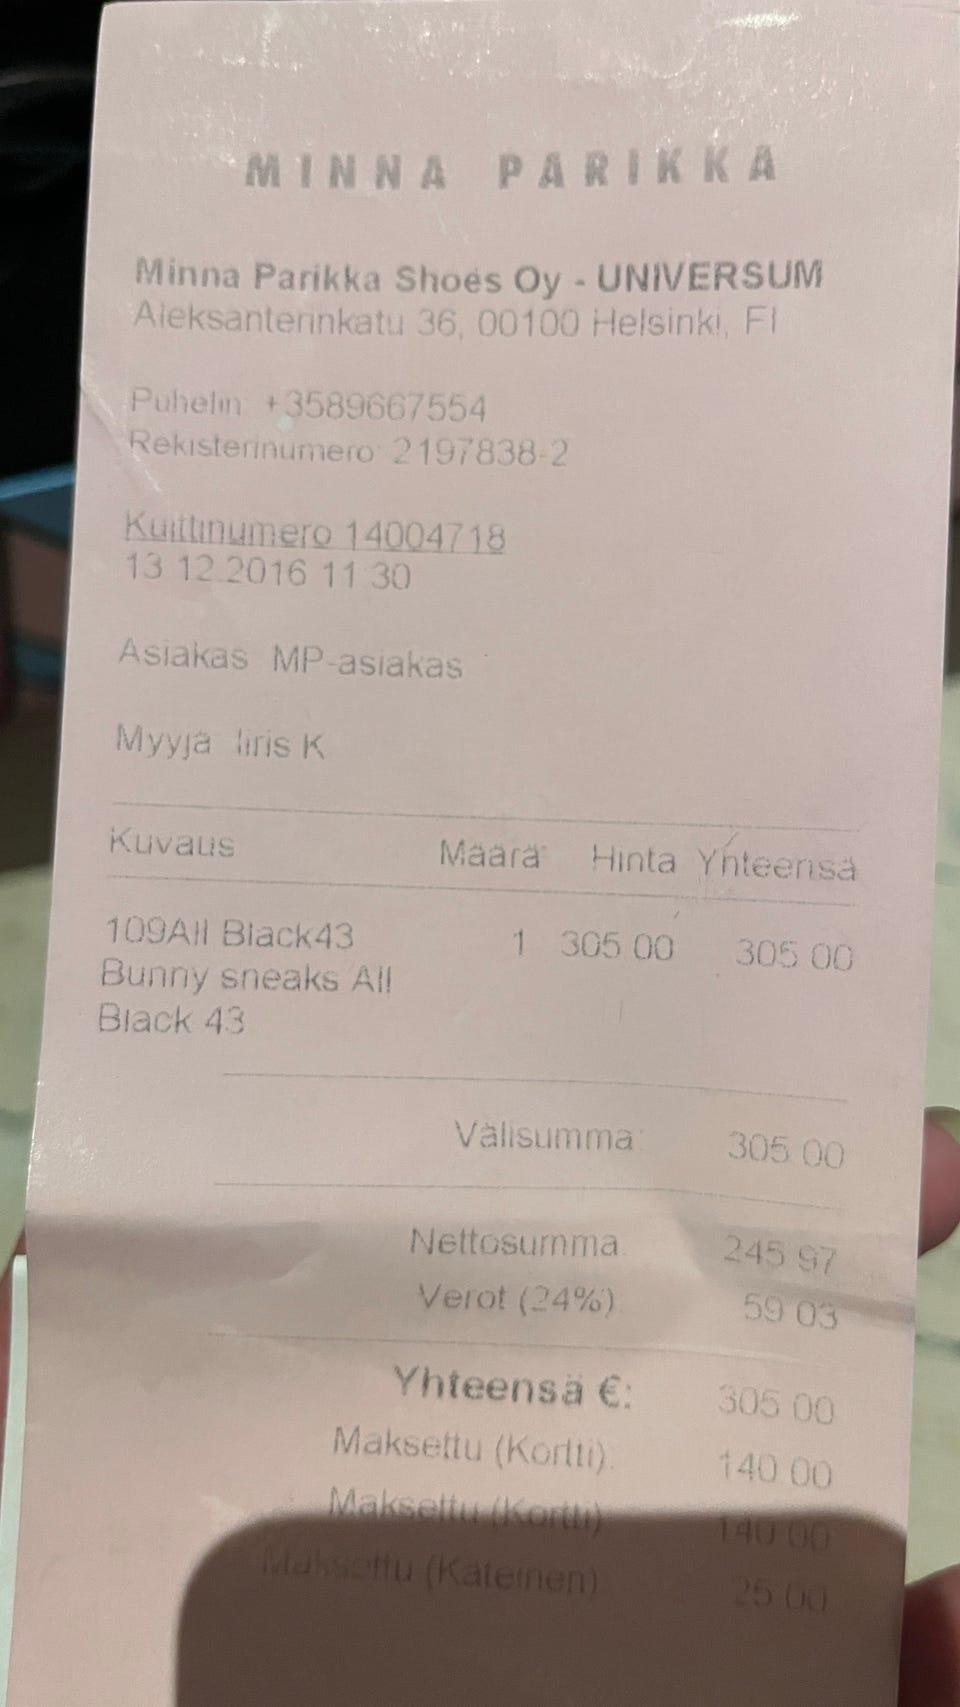 MINNA PARIKKA
Minna Parikka Shoes Oy - UNIVERSUM
Aleksanterinkatu 36, 00100 Helsinki, FI
Puhelin: +3589667554
Rekisterinumero: 2197838-2
Kuittinumero 14004718
13.12.2016 11:30
Asiakas: MP-asiakas
Myyjä: Iiris K
Kuvaus Määrä Hinta Yhteensä
109All Black43 1 305.00 305.00
Bunny sneaks All
Black 43
Välisumma: 305.00
Nettosumma: 245.97
Verot (24%): 59.03
Yhteensä €: 305.00
Maksettu (Kortti): 140.00
Maksettu (Kortti): 140.00
Maksettu (Käteinen): 25.00